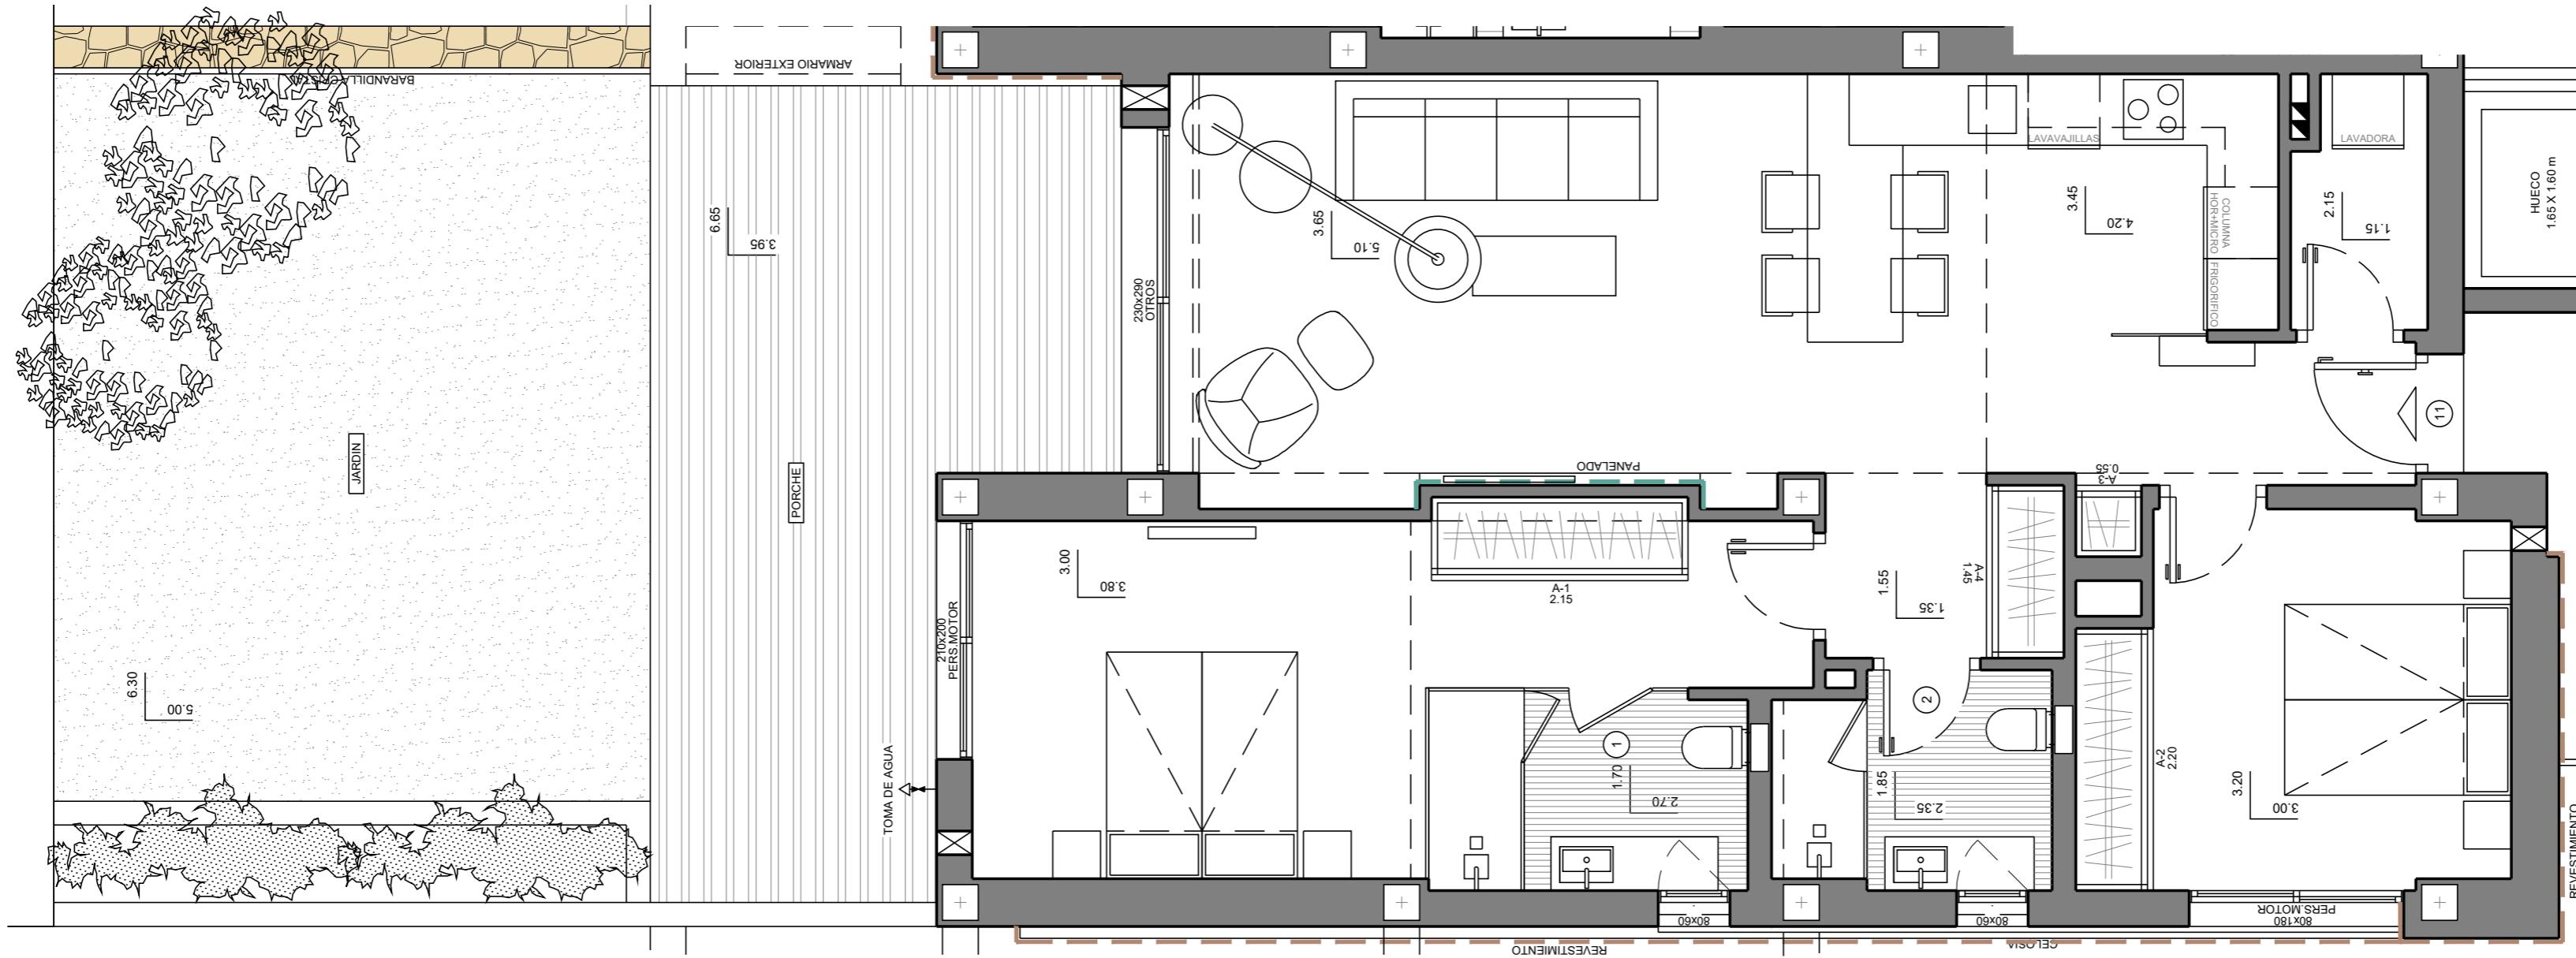 BARANDILLA CRISTAL
ARMARIO EXTERIOR
JARDIN
6.30
5.00
PORCHE
6.65
3.95
TOMA DE AGUA
230x290
OTROS
210x200
PERS.MOTOR
3.65
5.10
PANELADO
LAVAVAJILLAS
3.45
4.20
COLUMNA
HOR+MICRO
FRIGORIFICO
LAVADORA
2.15
1.15
HUECO
1.65 X 1.60 m
11
3.00
3.80
A-1
2.15
1.55
1.35
A-4
1.45
A-3
0.55
1
1.70
2.70
2
1.85
2.35
A-2
2.20
3.20
3.00
80x60
80x60
PERS.MOTOR
80x180
REVESTIMIENTO
CELOSIA
REVESTIMIENTO